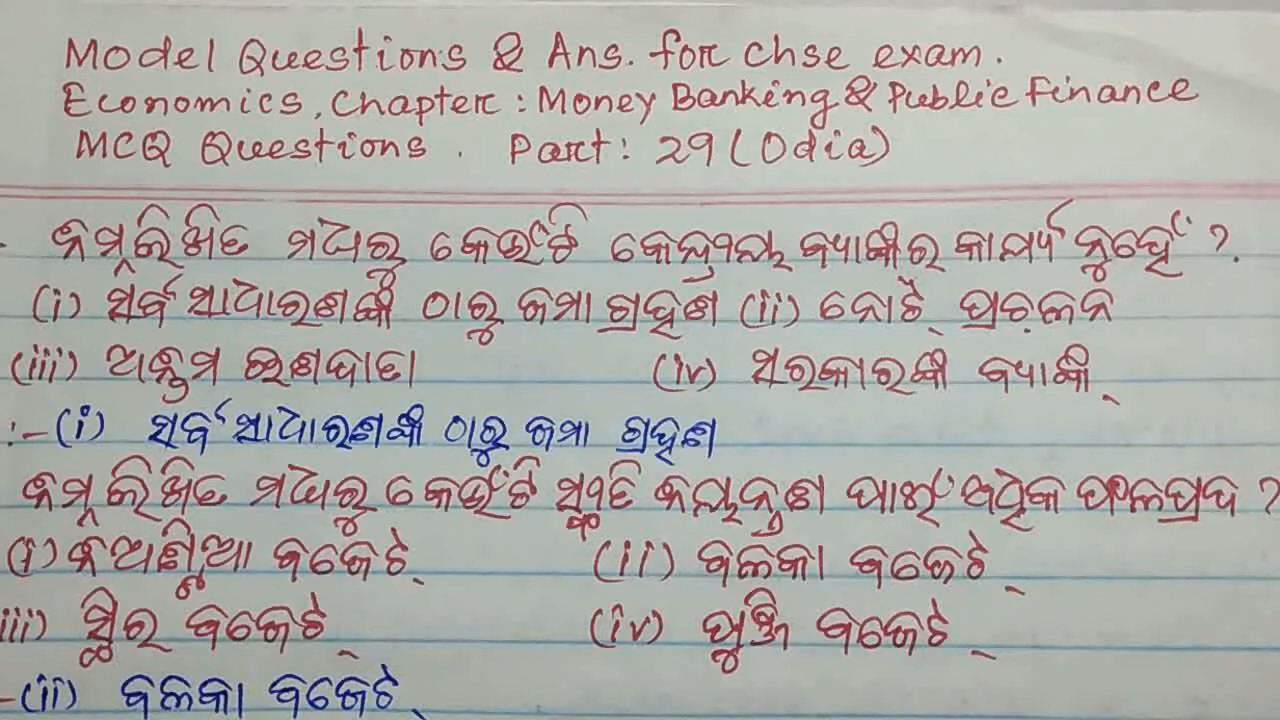 Model Questions & Ans. for chse exam.
Economics, Chapter : Money Banking & Public Finance
MCQ Questions. Part: 29 (Odia)
ନିମ୍ନଲିଖିତ ମଧ୍ୟରୁ କେଉଁଟି କେନ୍ଦ୍ରୀୟ ବ୍ୟାଙ୍କର କାର୍ଯ୍ୟ ନୁହେଁ ?
(i) ସର୍ବସାଧାରଣଙ୍କ ଠାରୁ ଜମା ଗ୍ରହଣ (ii) ନୋଟ୍ ପ୍ରଚଳନ
(iii) ଅନ୍ତିମ ଋଣଦାତା (iv) ସରକାରଙ୍କ ବ୍ୟାଙ୍କ୍
:- (i) ସର୍ବସାଧାରଣଙ୍କ ଠାରୁ ଜମା ଗ୍ରହଣ
ନିମ୍ନଲିଖିତ ମଧ୍ୟରୁ କେଉଁଟି ସ୍ଫୀତି ନିୟନ୍ତ୍ରଣ ପାଇଁ ଅଧିକ ଫଳପ୍ରଦ ?
(i) ନିଅଣ୍ଟିଆ ବଜେଟ୍ (ii) ବଳକା ବଜେଟ୍
iii) ସ୍ଥିର ବଜେଟ୍ (iv) ପୁଞ୍ଜି ବଜେଟ୍
-(ii) ବଳକା ବଜେଟ୍